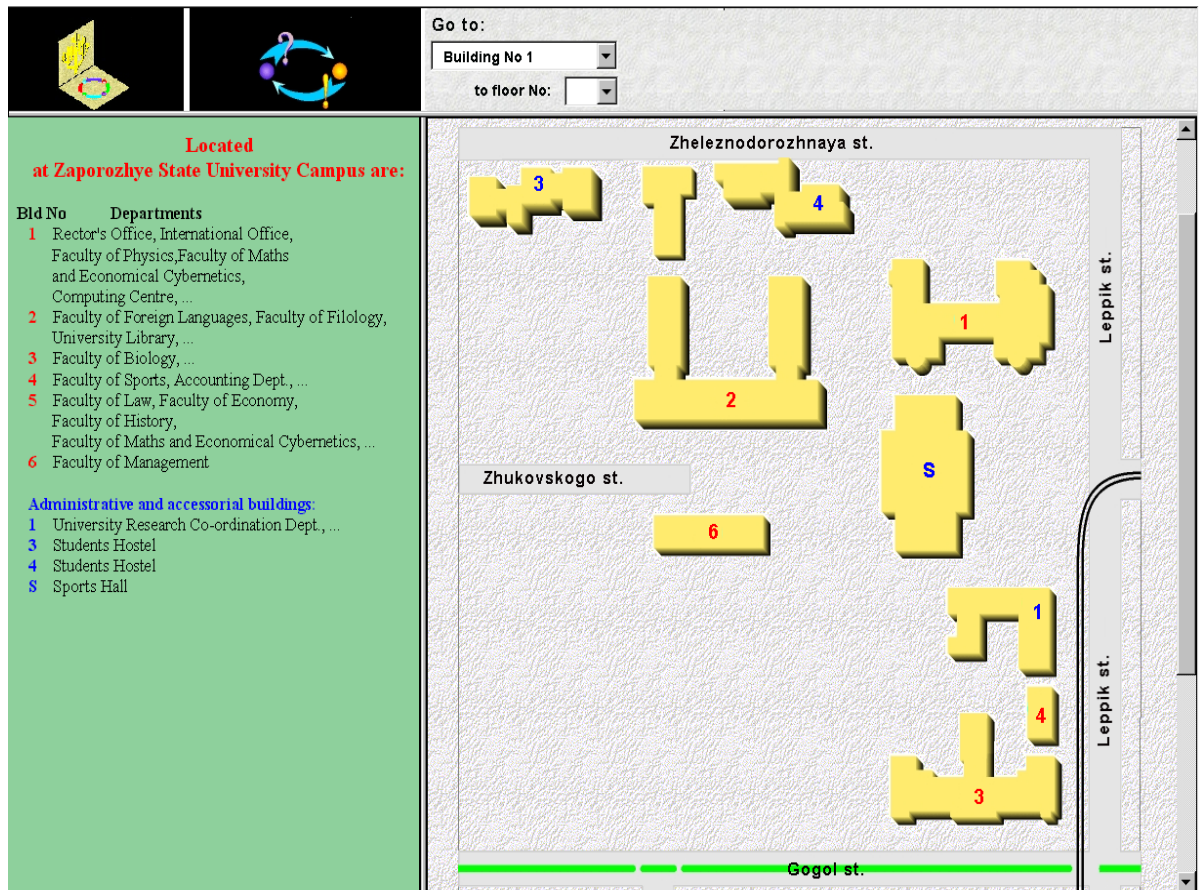 Go to:
Building No 1
to floor No:
Located
at Zaporozhye State University Campus are:
Bld No Departments
1 Rector's Office, International Office,
Faculty of Physics,Faculty of Maths
and Economical Cybernetics,
Computing Centre, ...
2 Faculty of Foreign Languages, Faculty of Filology,
University Library, ...
3 Faculty of Biology, ...
4 Faculty of Sports, Accounting Dept., ...
5 Faculty of Law, Faculty of Economy,
Faculty of History,
Faculty of Maths and Economical Cybernetics, ...
6 Faculty of Management
Administrative and accessorial buildings:
1 University Research Co-ordination Dept., ...
3 Students Hostel
4 Students Hostel
S Sports Hall
Zheleznodorozhnaya st.
3
4
Leppik st.
1
2
S
Zhukovskogo st.
6
1
Leppik st.
4
3
Gogol st.